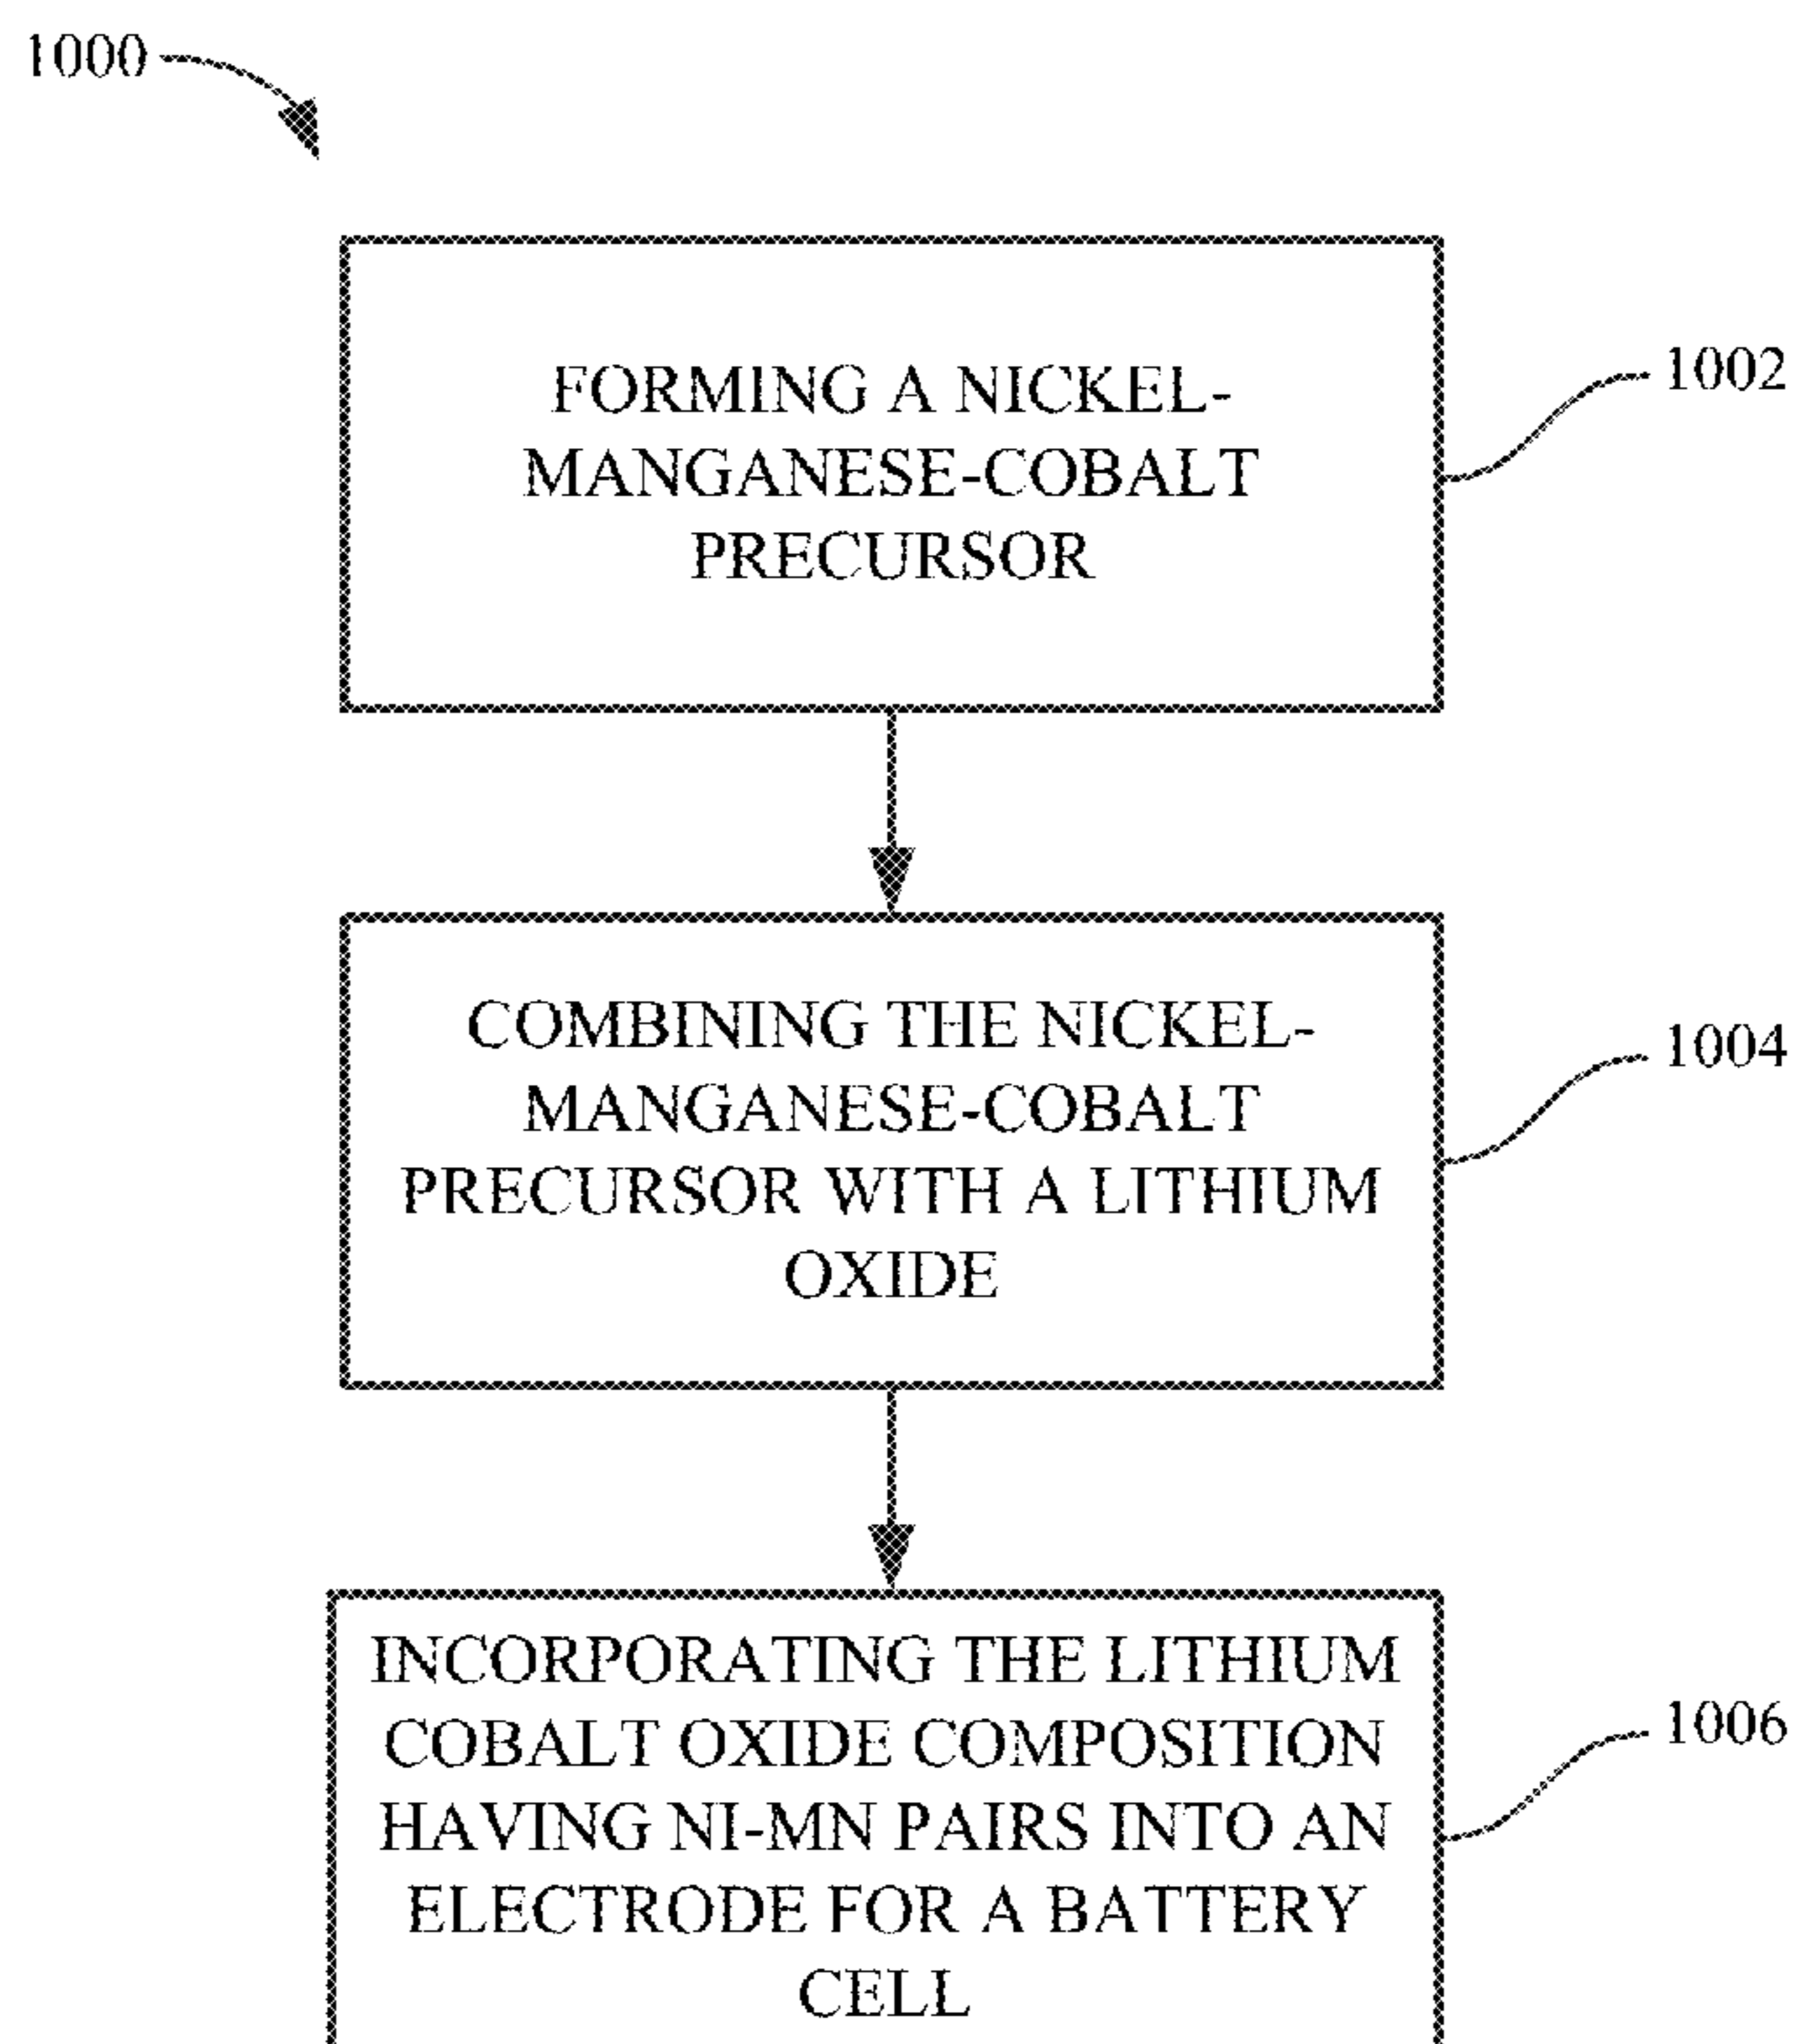 1000
FORMING A NICKEL-
MANGANESE-COBALT
PRECURSOR
1002
COMBINING THE NICKEL-
MANGANESE-COBALT
PRECURSOR WITH A LITHIUM
OXIDE
1004
INCORPORATING THE LITHIUM
COBALT OXIDE COMPOSITION
HAVING NI-MN PAIRS INTO AN
ELECTRODE FOR A BATTERY
CELL
1006